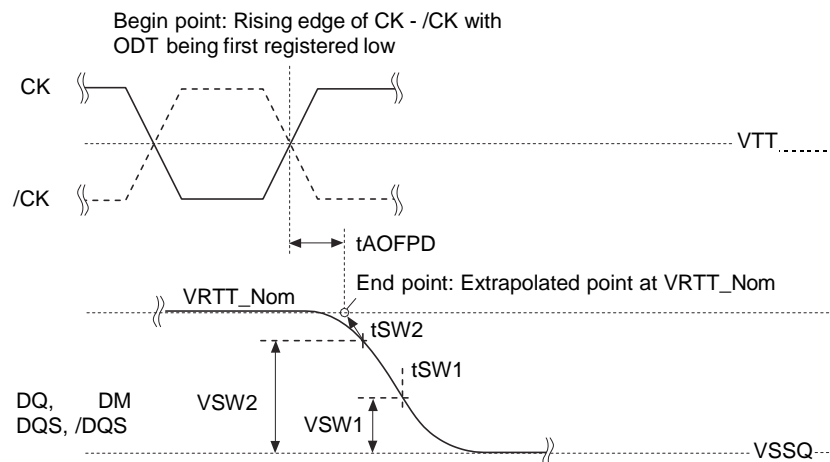 Begin point: Rising edge of CK - /CK with
ODT being first registered low
CK
VTT
/CK
tAOFPD
End point: Extrapolated point at VRTT_Nom
VRTT_Nom
tSW2
tSW1
DQ, DM
DQS, /DQS
VSW2
VSW1
VSSQ